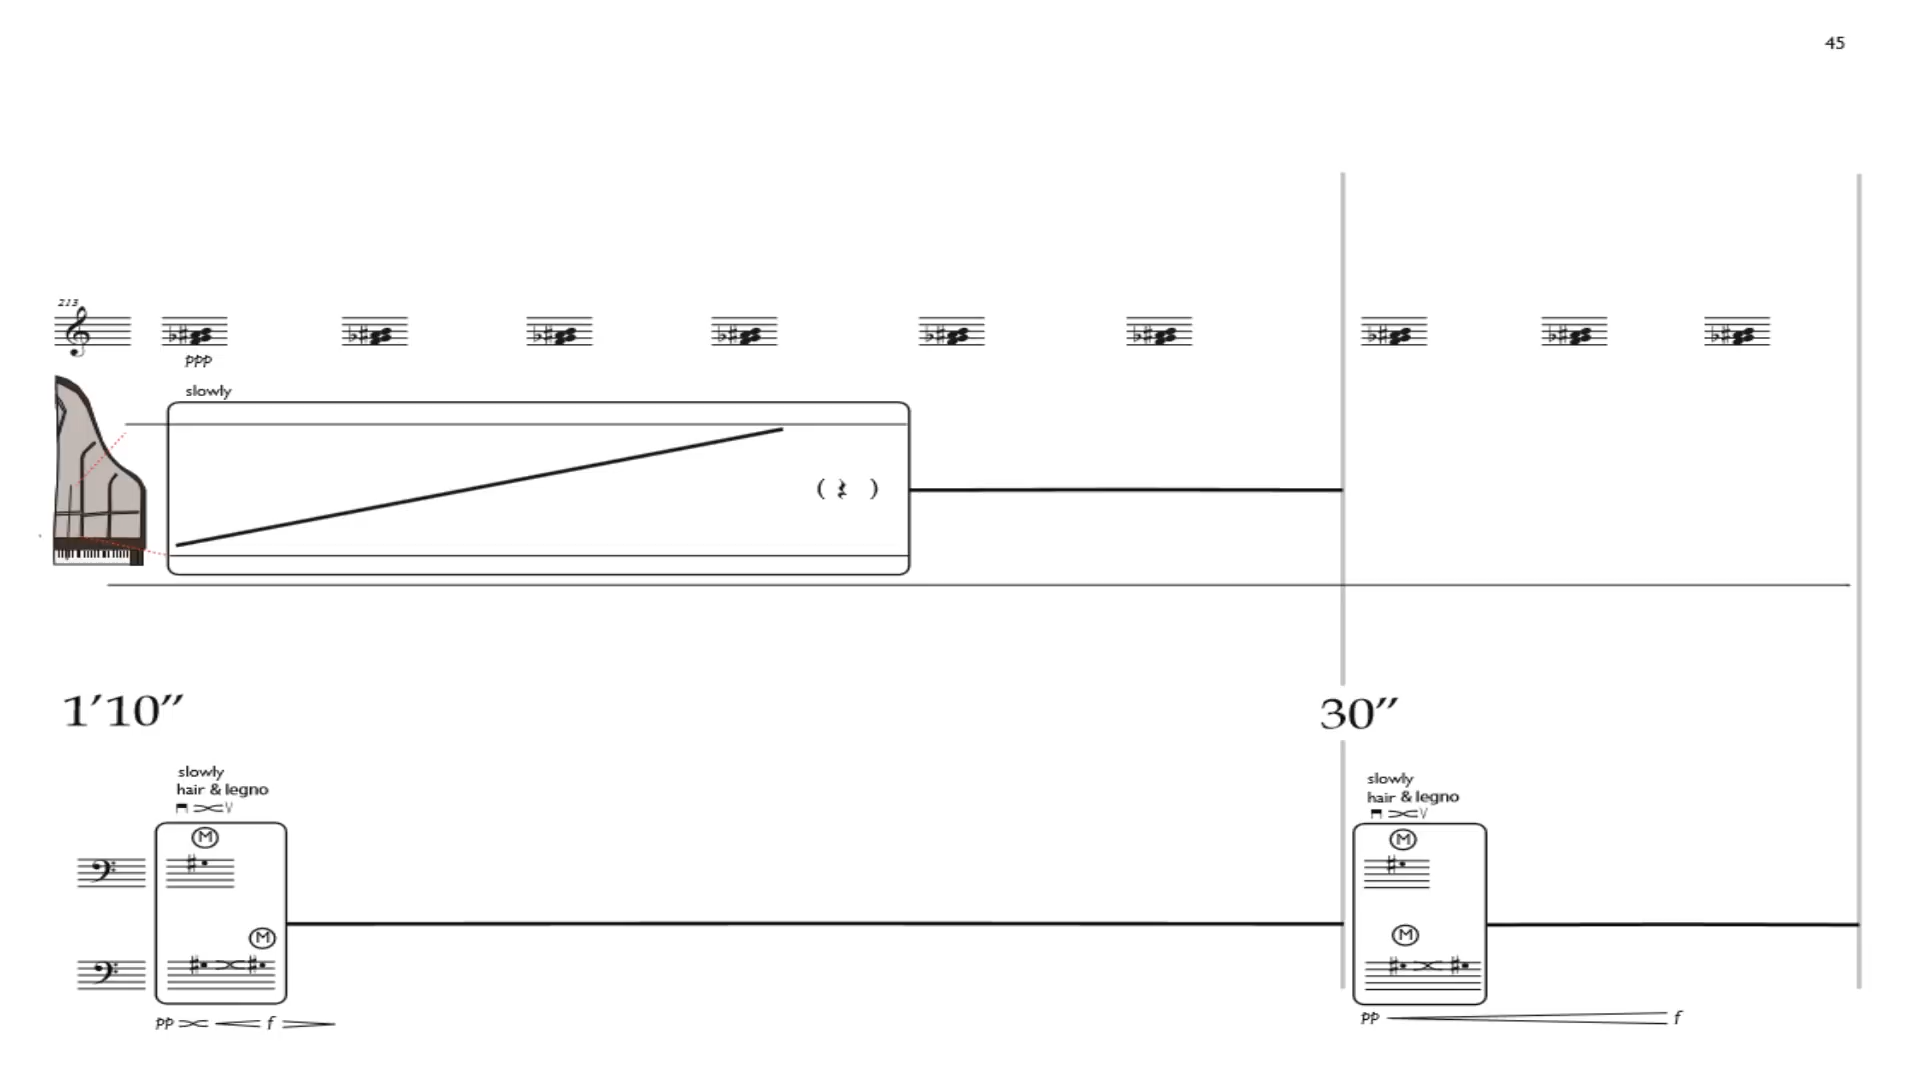 45
213
ppp
slowly
1’10” 30”
slowly
hair & legno
M
M
pp f
slowly
hair & legno
M
M
pp f